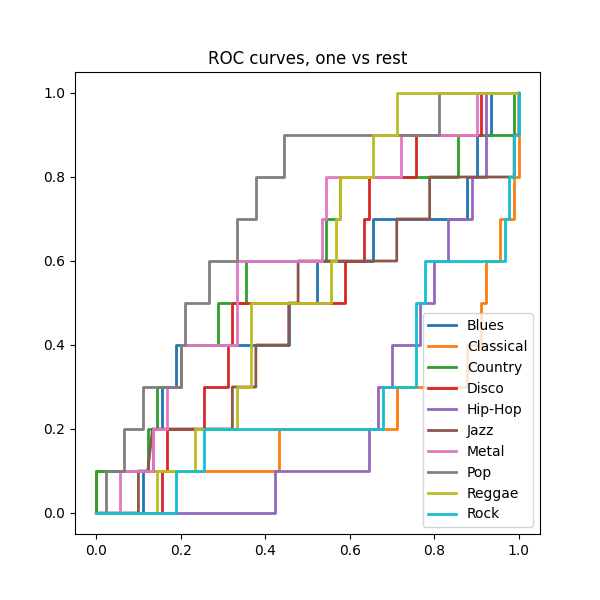 ROC curves, one vs rest
1.0
0.8
0.6
0.4
0.2
0.0
Blues
Classical
Country
Disco
Hip-Hop
Jazz
Metal
Pop
Reggae
Rock
0.0 0.2 0.4 0.6 0.8 1.0